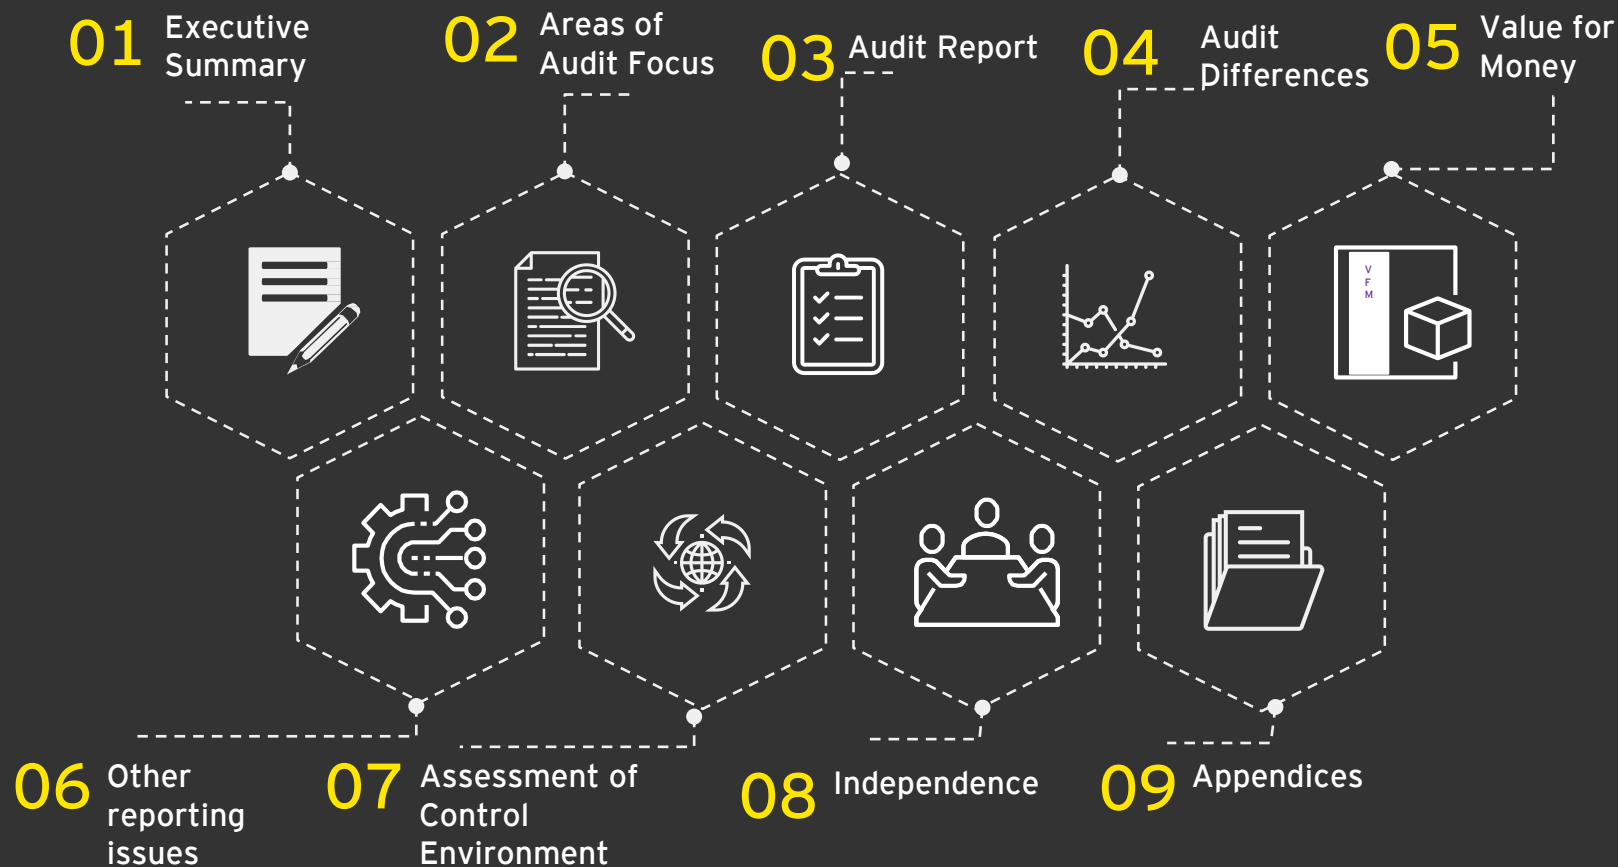 01 Executive
Summary
02 Areas of
Audit Focus
03 Audit Report
04 Audit
Differences
05 Value for
Money
V
F
M
06 Other
reporting
issues
07 Assessment of
Control
Environment
08 Independence
09 Appendices